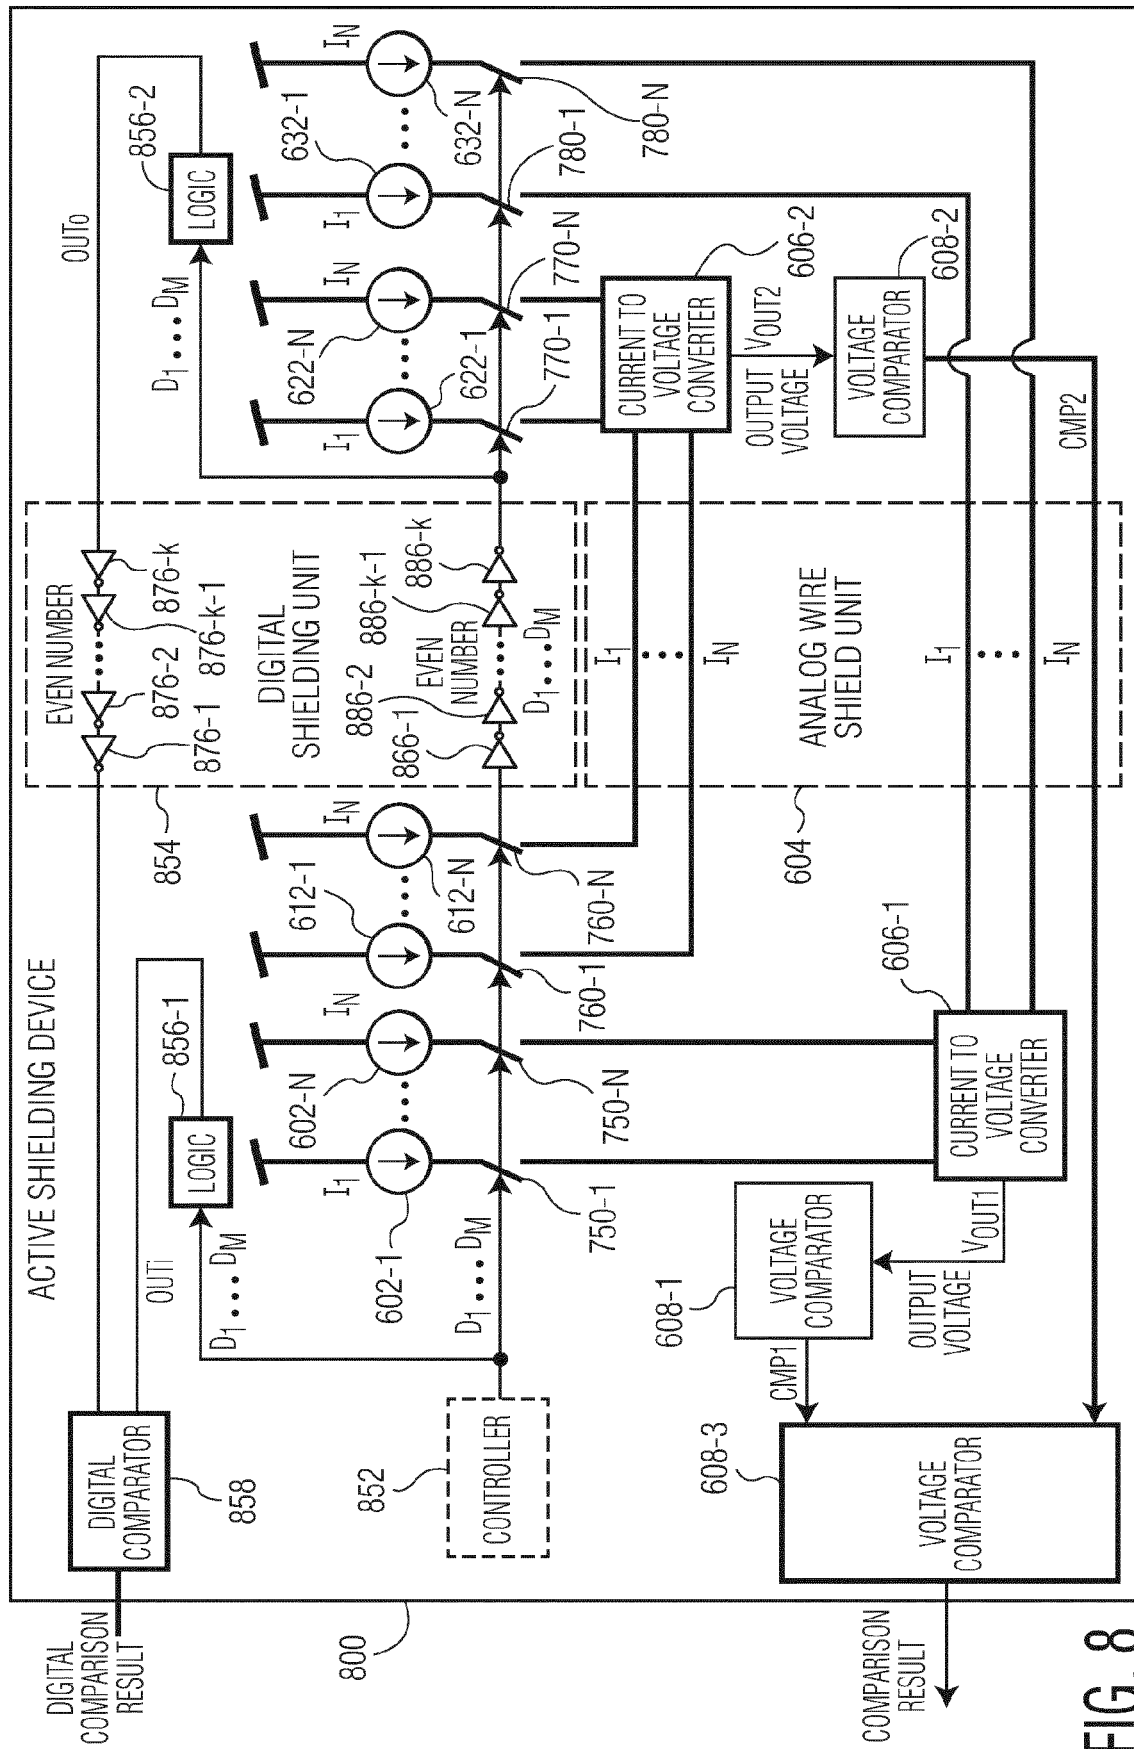 ACTIVE SHIELDING DEVICE
DIGITAL
COMPARISON
RESULT
DIGITAL
COMPARATOR
858
OUTi
D1 •••• DM
LOGIC
856-1
854
EVEN NUMBER
876-1
876-2
876-k-1
876-k
OUTo
D1 •••• DM
LOGIC
856-2
DIGITAL
SHIELDING UNIT
800
852
CONTROLLER
D1 •••• DM
I1
602-1
602-N
IN
612-1
612-N
IN
866-1
886-2
EVEN
NUMBER
886-k-1
886-k
D1 •••• DM
I1
622-1
622-N
IN
I1
632-1
632-N
IN
750-1
750-N
760-1
760-N
770-1
770-N
780-1
780-N
I1
IN
ANALOG WIRE
SHIELD UNIT
604
I1
IN
CURRENT TO
VOLTAGE
CONVERTER
606-2
OUTPUT
VOLTAGE
VOUT2
VOLTAGE
COMPARATOR
608-2
CMP2
CURRENT TO
VOLTAGE
CONVERTER
606-1
OUTPUT
VOLTAGE
VOUT1
VOLTAGE
COMPARATOR
608-1
CMP1
608-3
VOLTAGE
COMPARATOR
COMPARISON
RESULT
FIG. 8